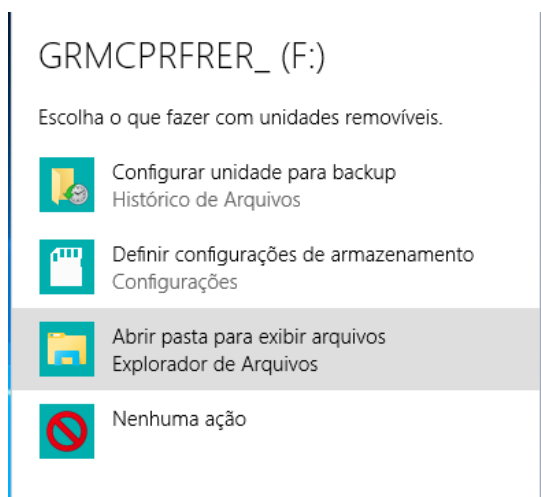 GRMCPRFRER_ (F:)
Escolha o que fazer com unidades removíveis.
Configurar unidade para backup
Histórico de Arquivos
Definir configurações de armazenamento
Configurações
Abrir pasta para exibir arquivos
Explorador de Arquivos
Nenhuma ação